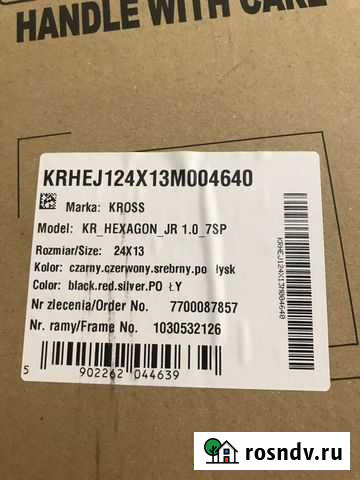 HANDLE WITH CARE
KRHEJ124X13M004640
Marka: KROSS
Model: KR_HEXAGON_JR 1.0_7SP
Rozmiar/Size: 24X13
Kolor: czarny.czerwony.srebrny.po łysk
Color: black.red.silver.PO ŁY
Nr zlecenia/Order No. 7700087857
Nr. ramy/Frame No. 1030532126
5 902262 044639
KRHEJ124X13M004640
rosndv.ru